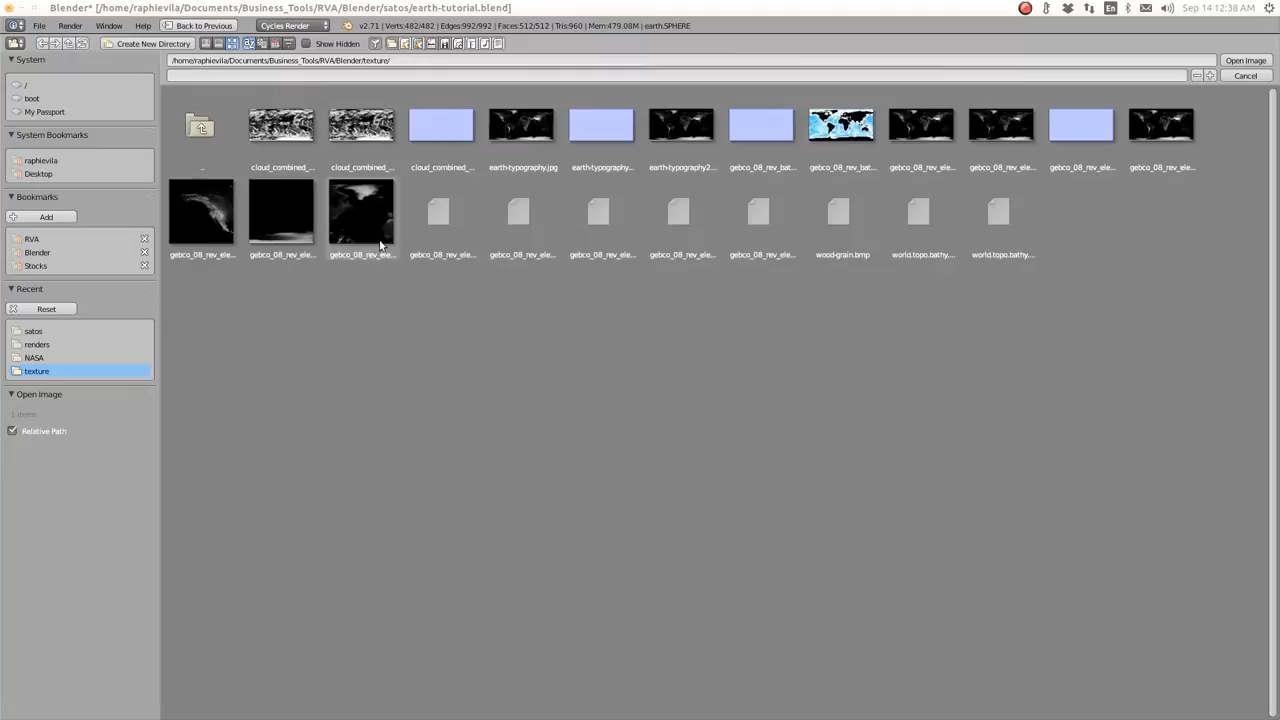 Blender* [/home/raphievila/Documents/Business_Tools/RVA/Blender/satos/earth-tutorial.blend]
En
Sep 14 12:38 AM
File Render Window Help Back to Previous Cycles Render v2.71 | Verts:482/482 | Edges:992/992 | Faces:512/512 | Tris:960 | Mem:479.08M | earth.SPHERE
Create New Directory Show Hidden
System
/
boot
My Passport
System Bookmarks
raphievila
Desktop
Bookmarks
Add
RVA
Blender
Stocks
Recent
Reset
satos
renders
NASA
texture
Open Image
1 items
Relative Path
/home/raphievila/Documents/Business_Tools/RVA/Blender/texture/ Open Image
Cancel
.. cloud_combined_... cloud_combined_... cloud_combined_... earth-typography.jpg earth-typography... earth-typography2... gebco_08_rev_bat... gebco_08_rev_bat... gebco_08_rev_ele... gebco_08_rev_ele... gebco_08_rev_ele... gebco_08_rev_ele...
gebco_08_rev_ele... gebco_08_rev_ele... gebco_08_rev_ele... gebco_08_rev_ele... gebco_08_rev_ele... gebco_08_rev_ele... gebco_08_rev_ele... gebco_08_rev_ele... wood-grain.bmp world.topo.bathy.... world.topo.bathy....